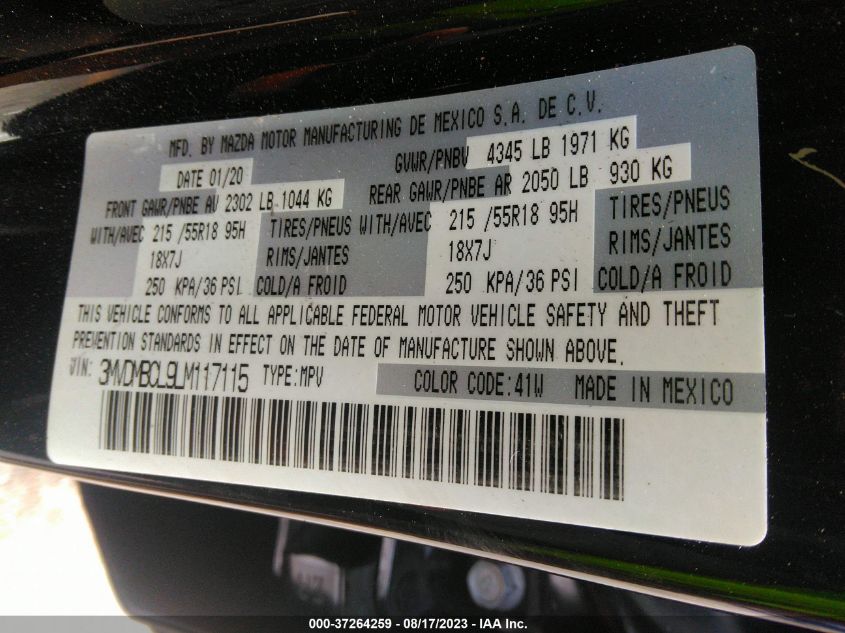 MFD. BY MAZDA MOTOR MANUFACTURING DE MEXICO S.A. DE C.V.
DATE 01/20 GVWR/PNBV 4345 LB 1971 KG
FRONT GAWR/PNBE AV 2302 LB 1044 KG REAR GAWR/PNBE AR 2050 LB 930 KG
WITH/AVEC 215 /55R18 95H TIRES/PNEUS WITH/AVEC 215 /55R18 95H TIRES/PNEUS
18X7J RIMS/JANTES 18X7J RIMS/JANTES
250 KPA/36 PSI COLD/A FROID 250 KPA/36 PSI COLD/A FROID
THIS VEHICLE CONFORMS TO ALL APPLICABLE FEDERAL MOTOR VEHICLE SAFETY AND THEFT
PREVENTION STANDARDS IN EFFECT ON THE DATE OF MANUFACTURE SHOWN ABOVE.
VIN: 3MVDMBCL9LM117115 TYPE:MPV COLOR CODE:41W MADE IN MEXICO
000-37264259 - 08/17/2023 - IAA Inc.